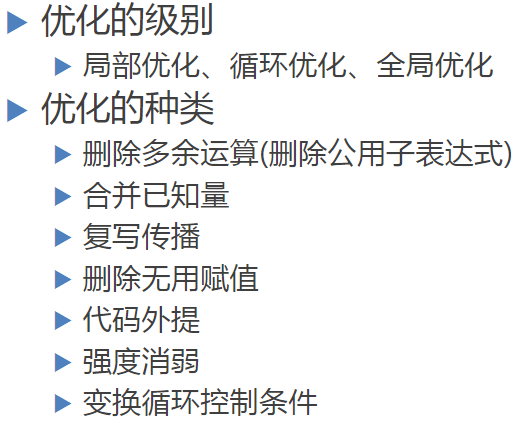 优化的级别
局部优化、循环优化、全局优化
优化的种类
删除多余运算(删除公用子表达式)
合并已知量
复写传播
删除无用赋值
代码外提
强度消弱
变换循环控制条件